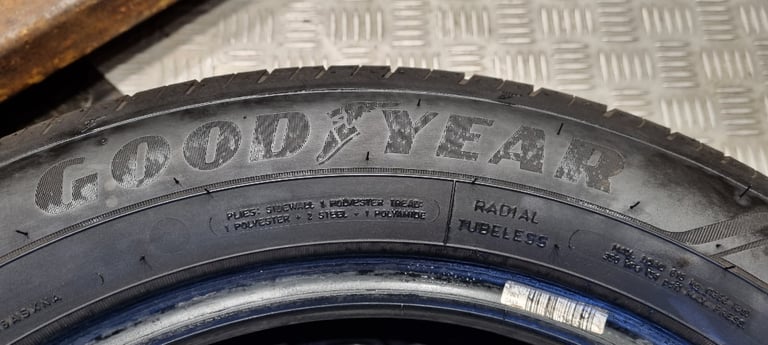 GOODYEAR
PLIES: SIDEWALL 1 POLYESTER TREAD:
1 POLYESTER + 2 STEEL + 1 POLYAMIDE
RADIAL
TUBELESS